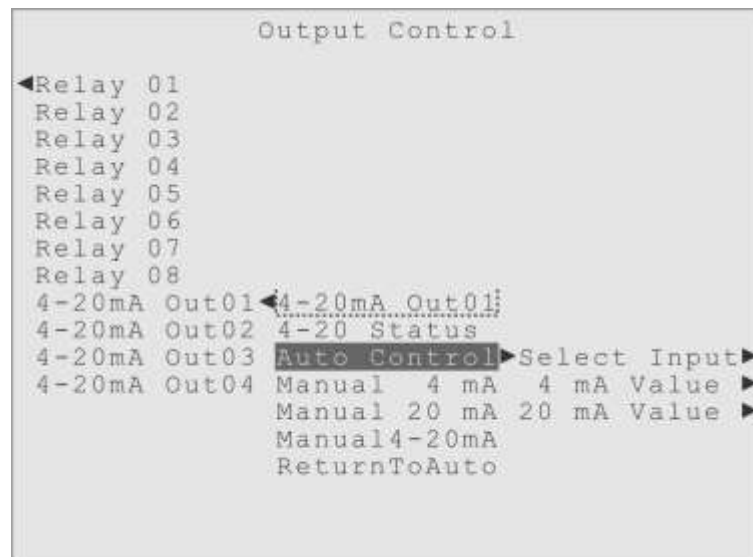 Output Control
◄Relay 01
Relay 02
Relay 03
Relay 04
Relay 05
Relay 06
Relay 07
Relay 08
4-20mA Out01◄4-20mA Out01
4-20mA Out02 4-20 Status
4-20mA Out03 Auto Control►Select Input►
4-20mA Out04 Manual 4 mA 4 mA Value ►
Manual 20 mA 20 mA Value ►
Manual4-20mA
ReturnToAuto